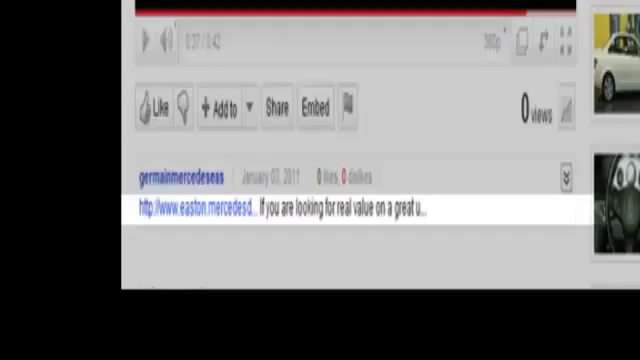 0:37 / 0:42 360p
Like Add to Share Embed 0 views
germainmercedeseas January 03, 2011 0 likes, 0 dislikes
http://www.easton.mercedesd... If you are looking for real value on a great u...